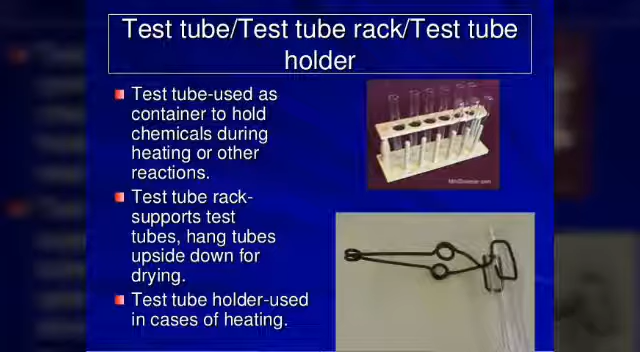 Test tube/Test tube rack/Test tube
holder
Test tube-used as
container to hold
chemicals during
heating or other
reactions.
Test tube rack-
supports test
tubes, hang tubes
upside down for
drying.
Test tube holder-used
in cases of heating.